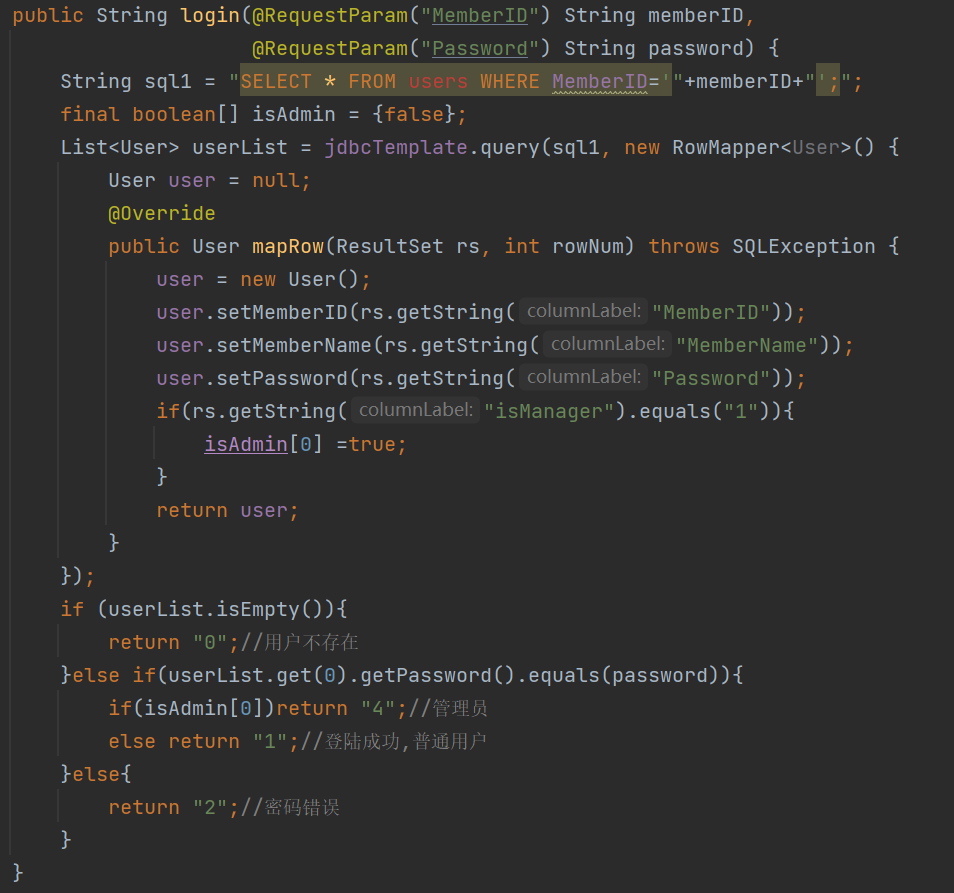 public String login(@RequestParam("MemberID") String memberID,
@RequestParam("Password") String password) {
String sql1 = "SELECT * FROM users WHERE MemberID='"+memberID+"';";
final boolean[] isAdmin = {false};
List<User> userList = jdbcTemplate.query(sql1, new RowMapper<User>() {
User user = null;
@Override
public User mapRow(ResultSet rs, int rowNum) throws SQLException {
user = new User();
user.setMemberID(rs.getString( columnLabel: "MemberID"));
user.setMemberName(rs.getString( columnLabel: "MemberName"));
user.setPassword(rs.getString( columnLabel: "Password"));
if(rs.getString( columnLabel: "isManager").equals("1")){
isAdmin[0] =true;
}
return user;
}
});
if (userList.isEmpty()){
return "0";//用户不存在
}else if(userList.get(0).getPassword().equals(password)){
if(isAdmin[0])return "4";//管理员
else return "1";//登陆成功,普通用户
}else{
return "2";//密码错误
}
}